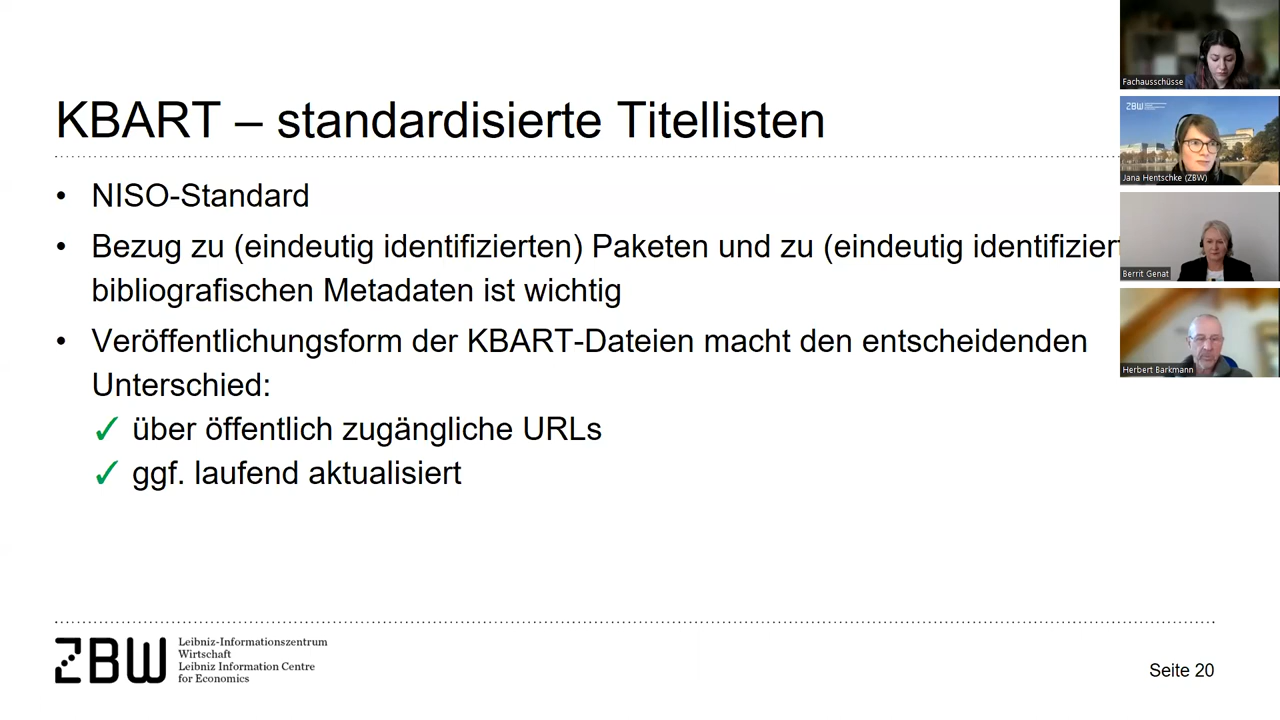 KBART – standardisierte Titellisten
• NISO-Standard
• Bezug zu (eindeutig identifizierten) Paketen und zu (eindeutig
bibliografischen Metadaten ist wichtig
• Veröffentlichungsform der KBART-Dateien macht den entscheidenden
Unterschied:
✓ über öffentlich zugängliche URLs
✓ ggf. laufend aktualisiert
ZBW
Leibniz-Informationszentrum
Wirtschaft
Leibniz Information Centre
for Economics
Seite 20
Fachausschüsse
ZBW
Jana Hentschke (ZBW)
Berrit Genat
Herbert Barkmann